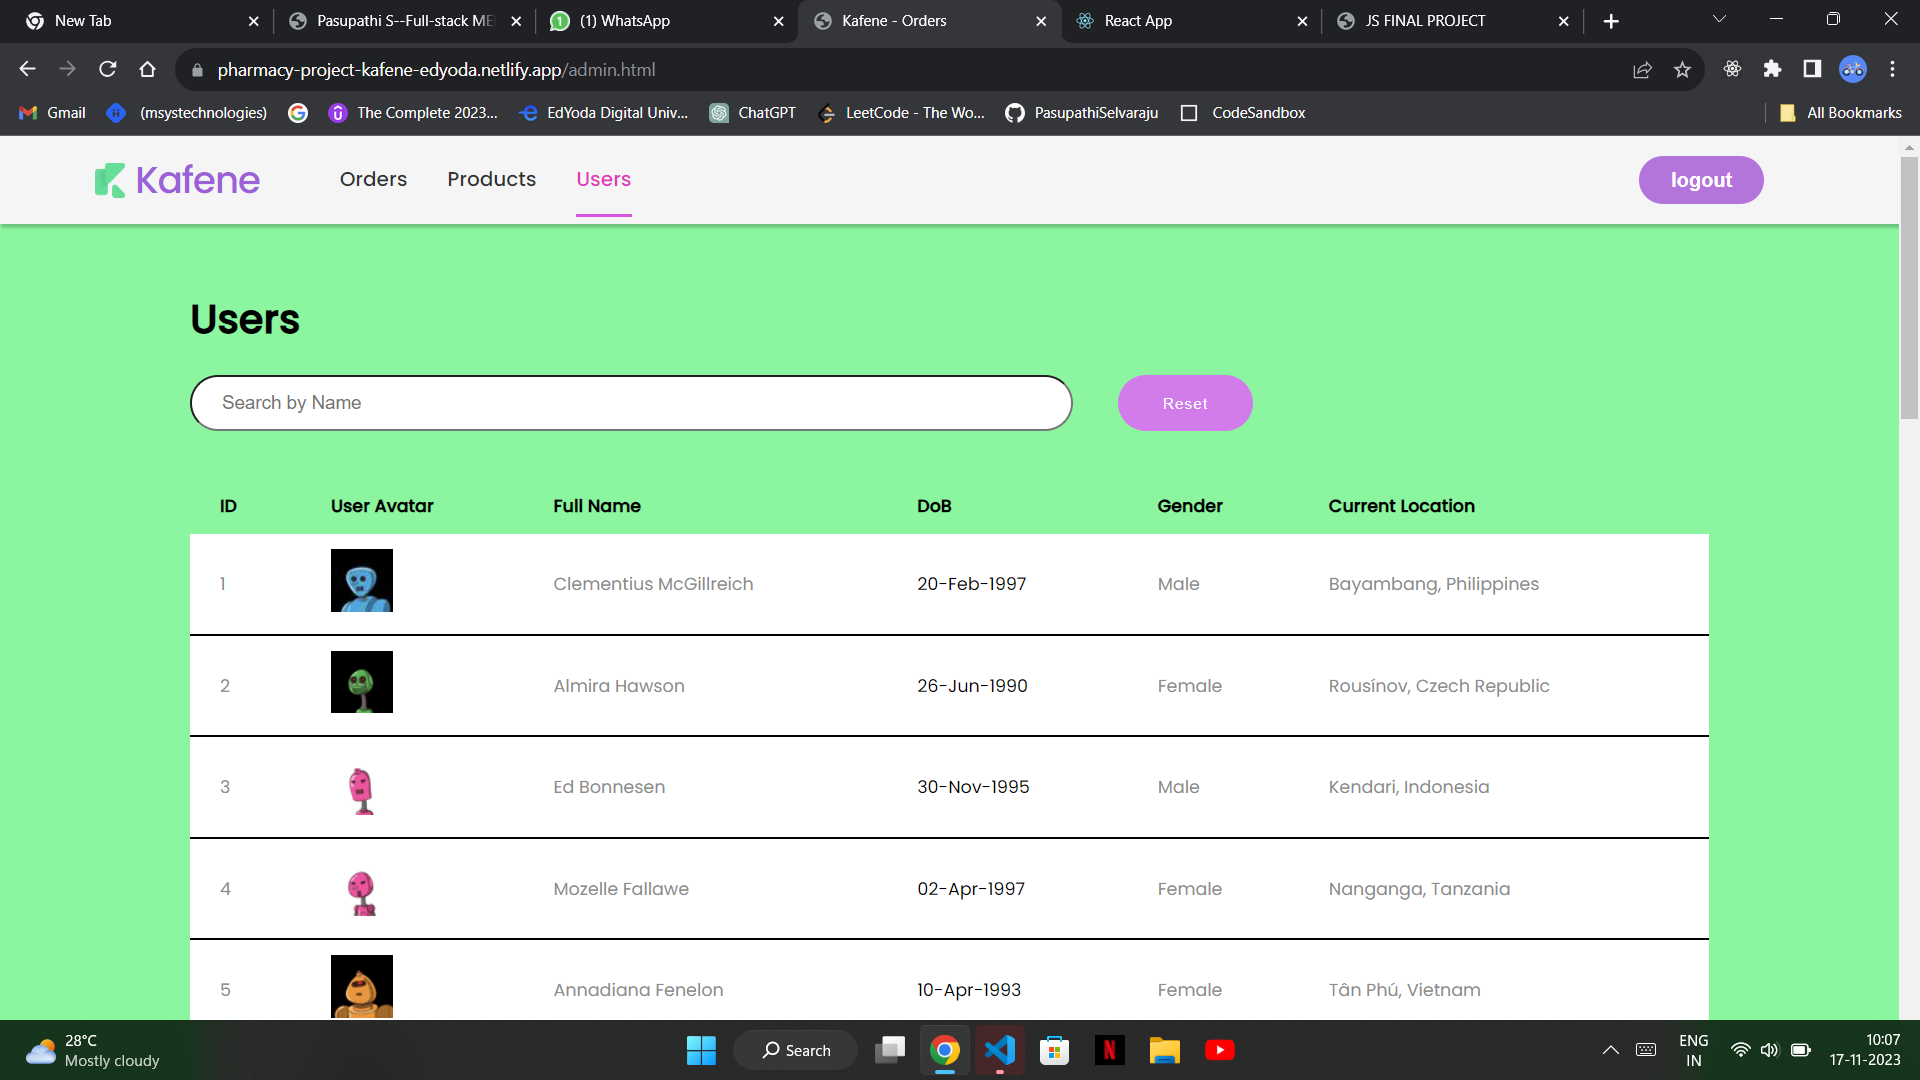 New Tab
Pasupathi S--Full-stack ME
(1) WhatsApp
Kafene - Orders
React App
JS FINAL PROJECT
pharmacy-project-kafene-edyoda.netlify.app/admin.html
Gmail
(msystechnologies)
The Complete 2023...
EdYoda Digital Univ...
ChatGPT
LeetCode - The Wo...
PasupathiSelvaraju
CodeSandbox
All Bookmarks
Kafene
Orders
Products
Users
logout
Users
Search by Name
Reset
ID User Avatar Full Name DoB Gender Current Location
1 Clementius McGillreich 20-Feb-1997 Male Bayambang, Philippines
2 Almira Hawson 26-Jun-1990 Female Rousínov, Czech Republic
3 Ed Bonnesen 30-Nov-1995 Male Kendari, Indonesia
4 Mozelle Fallawe 02-Apr-1997 Female Nanganga, Tanzania
5 Annadiana Fenelon 10-Apr-1993 Female Tân Phú, Vietnam
28°C
Mostly cloudy
Search
ENG
IN
10:07
17-11-2023